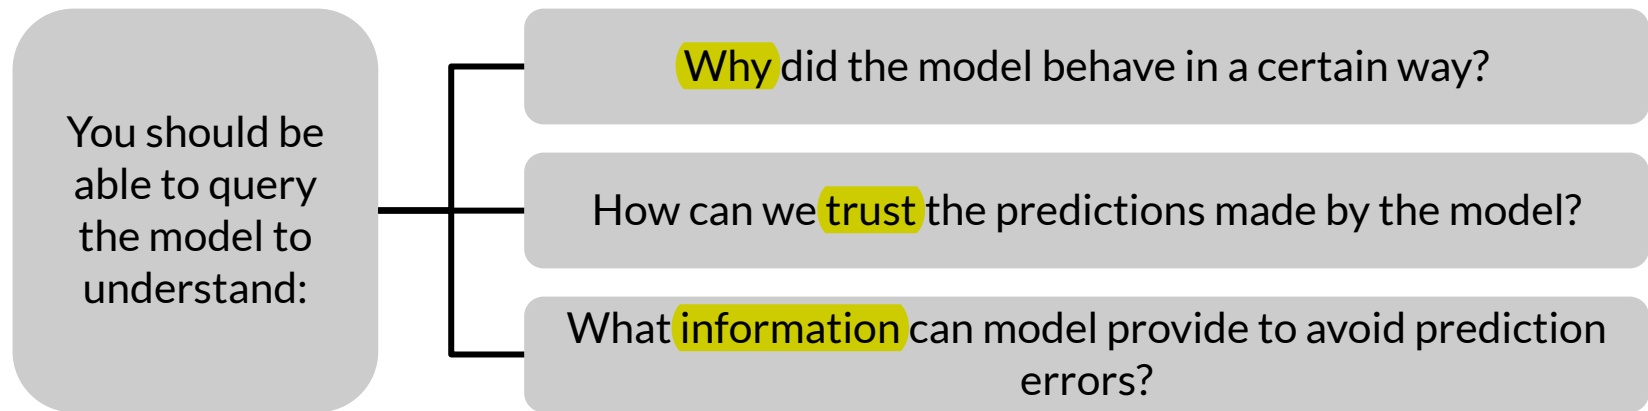 You should be
able to query
the model to
understand:
Why did the model behave in a certain way?
How can we trust the predictions made by the model?
What information can model provide to avoid prediction
errors?